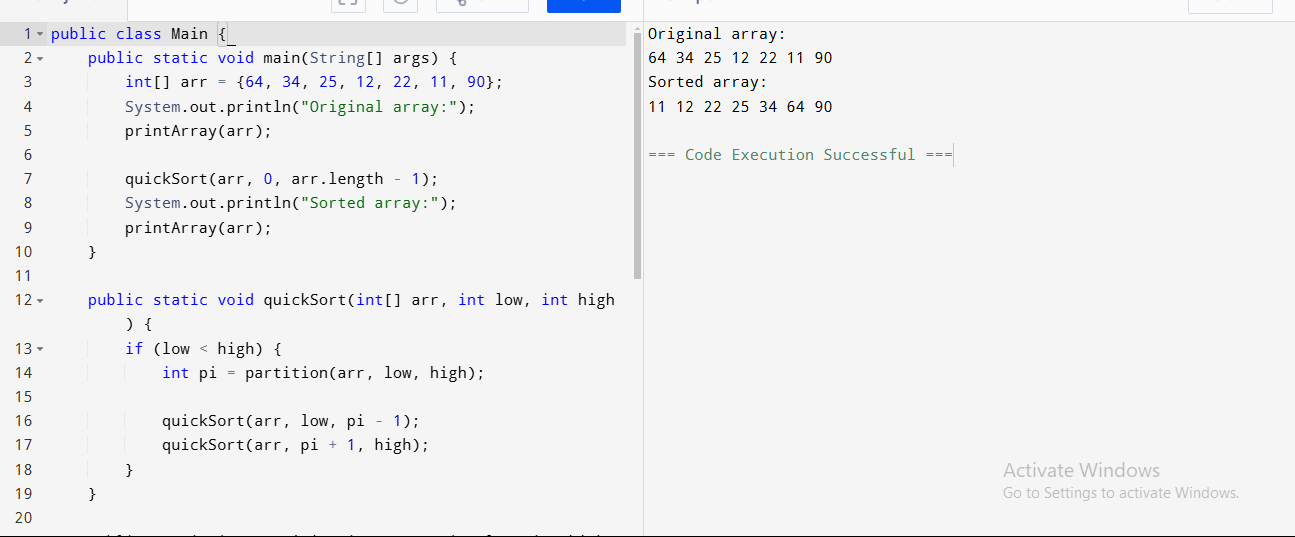 1 public class Main {
2 public static void main(String[] args) {
3 int[] arr = {64, 34, 25, 12, 22, 11, 90};
4 System.out.println("Original array:");
5 printArray(arr);
6
7 quickSort(arr, 0, arr.length - 1);
8 System.out.println("Sorted array:");
9 printArray(arr);
10 }
11
12 public static void quickSort(int[] arr, int low, int high
) {
13 if (low < high) {
14 int pi = partition(arr, low, high);
15
16 quickSort(arr, low, pi - 1);
17 quickSort(arr, pi + 1, high);
18 }
19 }
20
Original array:
64 34 25 12 22 11 90
Sorted array:
11 12 22 25 34 64 90
=== Code Execution Successful ===
Activate Windows
Go to Settings to activate Windows.